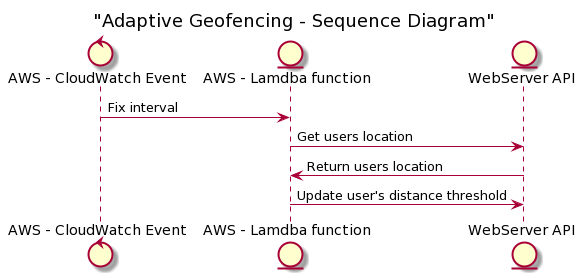 "Adaptive Geofencing - Sequence Diagram"
AWS - CloudWatch Event AWS - Lamdba function WebServer API
Fix interval
Get users location
Return users location
Update user's distance threshold
AWS - CloudWatch Event AWS - Lamdba function WebServer API